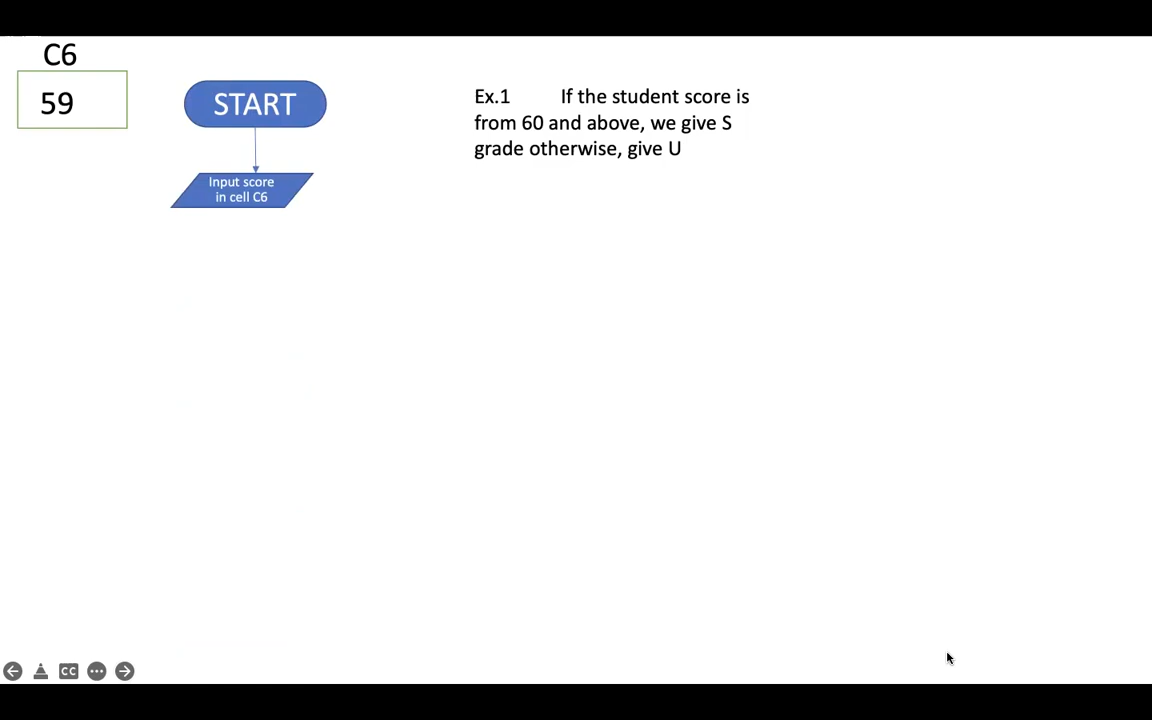 C6
59
START
Input score
in cell C6
Ex.1 If the student score is
from 60 and above, we give S
grade otherwise, give U
CC